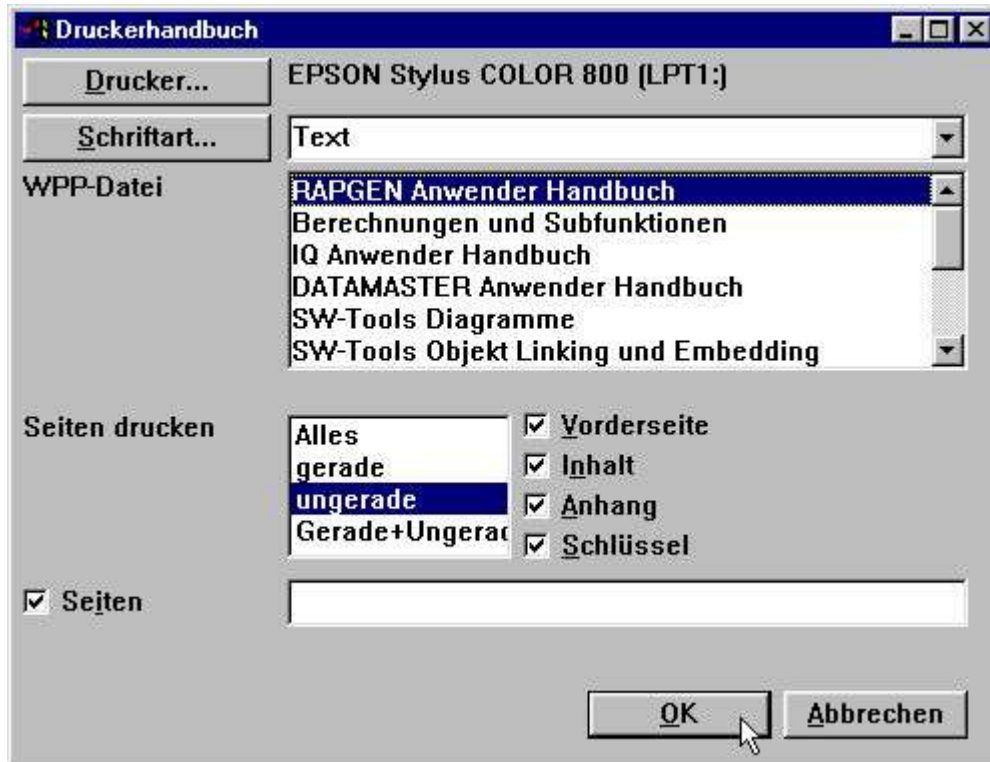 Druckerhandbuch
Drucker... EPSON Stylus COLOR 800 (LPT1:)
Schriftart... Text
WPP-Datei
RAPGEN Anwender Handbuch
Berechnungen und Subfunktionen
IQ Anwender Handbuch
DATAMASTER Anwender Handbuch
SW-Tools Diagramme
SW-Tools Objekt Linking und Embedding
Seiten drucken
Alles
gerade
ungerade
Gerade+Ungerad
Vorderseite
Inhalt
Anhang
Schlüssel
Seiten
OK Abbrechen